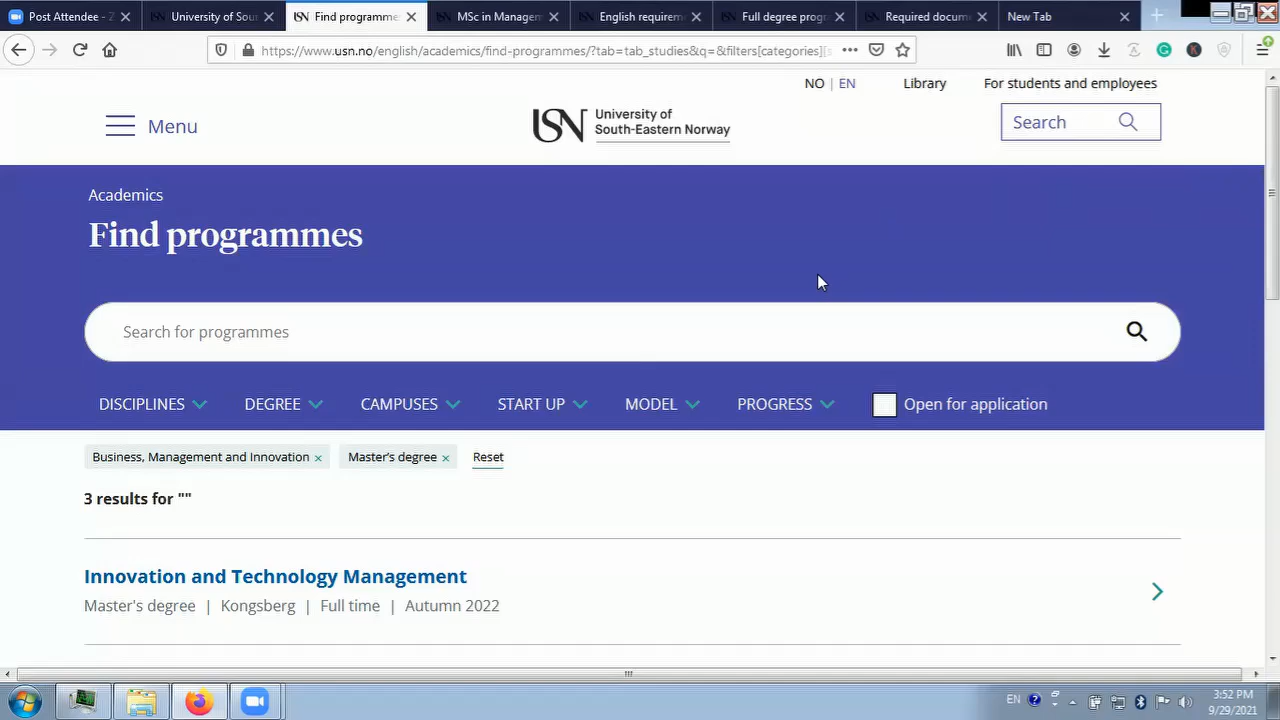 Post Attendee - Z
University of Sou
Find programmes
MSc in Managem
English requirem
Full degree prog
Required docum
New Tab
https://www.usn.no/english/academics/find-programmes/?tab=tab_studies&q=&filters[categories][s
NO | EN
Library
For students and employees
Menu
USN University of
South-Eastern Norway
Search
Academics
Find programmes
Search for programmes
DISCIPLINES
DEGREE
CAMPUSES
START UP
MODEL
PROGRESS
Open for application
Business, Management and Innovation ×
Master's degree ×
Reset
3 results for ""
Innovation and Technology Management
Master's degree | Kongsberg | Full time | Autumn 2022
EN
3:52 PM
9/29/2021